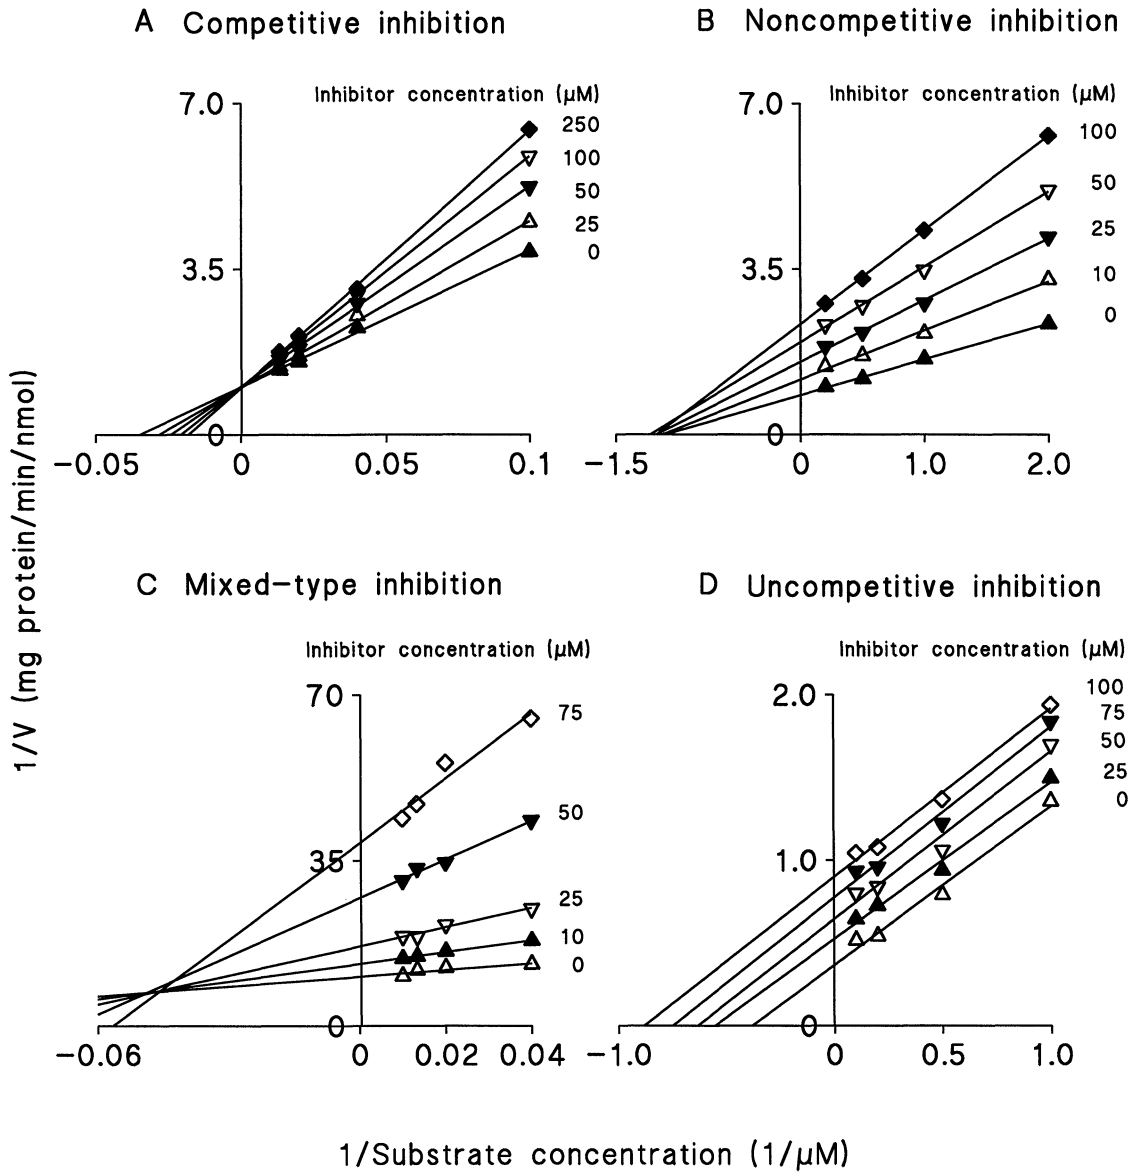 A Competitive inhibition
Inhibitor concentration (μM)
7.0
250
100
50
25
0
3.5
0
−0.05 0 0.05 0.1
B Noncompetitive inhibition
Inhibitor concentration (μM)
7.0
100
50
25
10
0
3.5
0
−1.5 0 1.0 2.0
1/V (mg protein/min/nmol)
C Mixed−type inhibition
Inhibitor concentration (μM)
70
75
50
35
25
10
0
0
−0.06 0 0.02 0.04
D Uncompetitive inhibition
Inhibitor concentration (μM)
2.0
100
75
50
25
0
1.0
0
−1.0 0 0.5 1.0
1/Substrate concentration (1/μM)